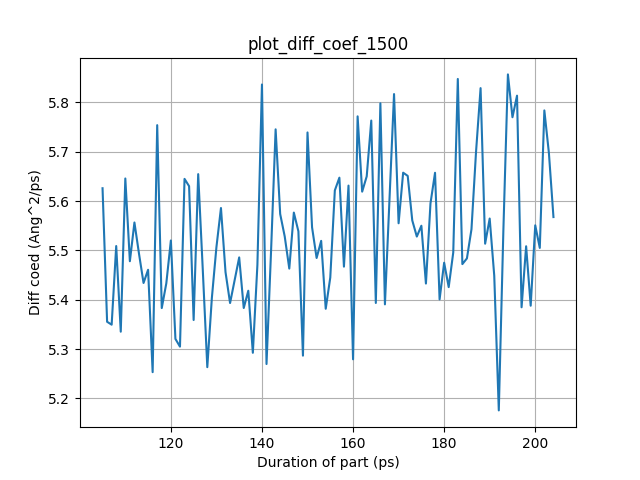 plot_diff_coef_1500
5.8
5.7
5.6
5.5
5.4
5.3
5.2
Diff coed (Ang^2/ps)
120 140 160 180 200
Duration of part (ps)